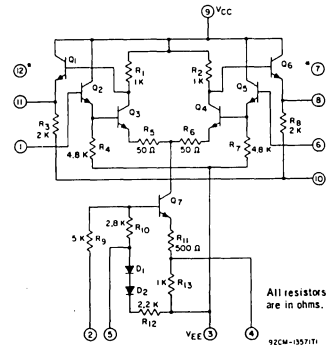 9 VCC
12 *
Q1
Q2
R1
1K
R2
1K
Q5
Q6
* 7
11
Q3
Q4
8
R3
2K
R5
50 Ω
R6
50 Ω
R8
2K
1
R4
4.8 K
R7
4.8K
6
10
Q7
2.8K
R10
5K
R9
R11
500 Ω
D1
D2
1K
R13
2.2K
R12
2
5
VEE
3
4
All resistors
are in ohms.
92CM-13571T1